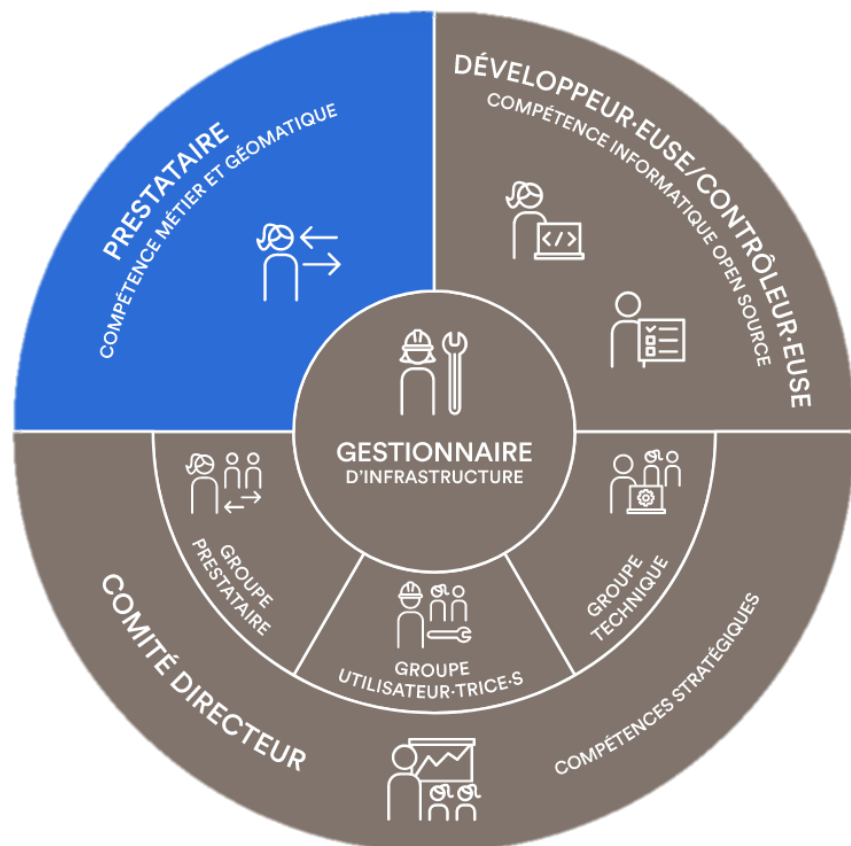 PRESTATAIRE
COMPÉTENCE MÉTIER ET GÉOMATIQUE
DÉVELOPPEUR·EUSE/CONTRÔLEUR·EUSE
COMPÉTENCE INFORMATIQUE OPEN SOURCE
</>
GESTIONNAIRE
D'INFRASTRUCTURE
GROUPE
PRESTATAIRE
GROUPE
UTILISATEUR·TRICE·S
GROUPE
TECHNIQUE
COMITÉ DIRECTEUR
COMPÉTENCES STRATÉGIQUES